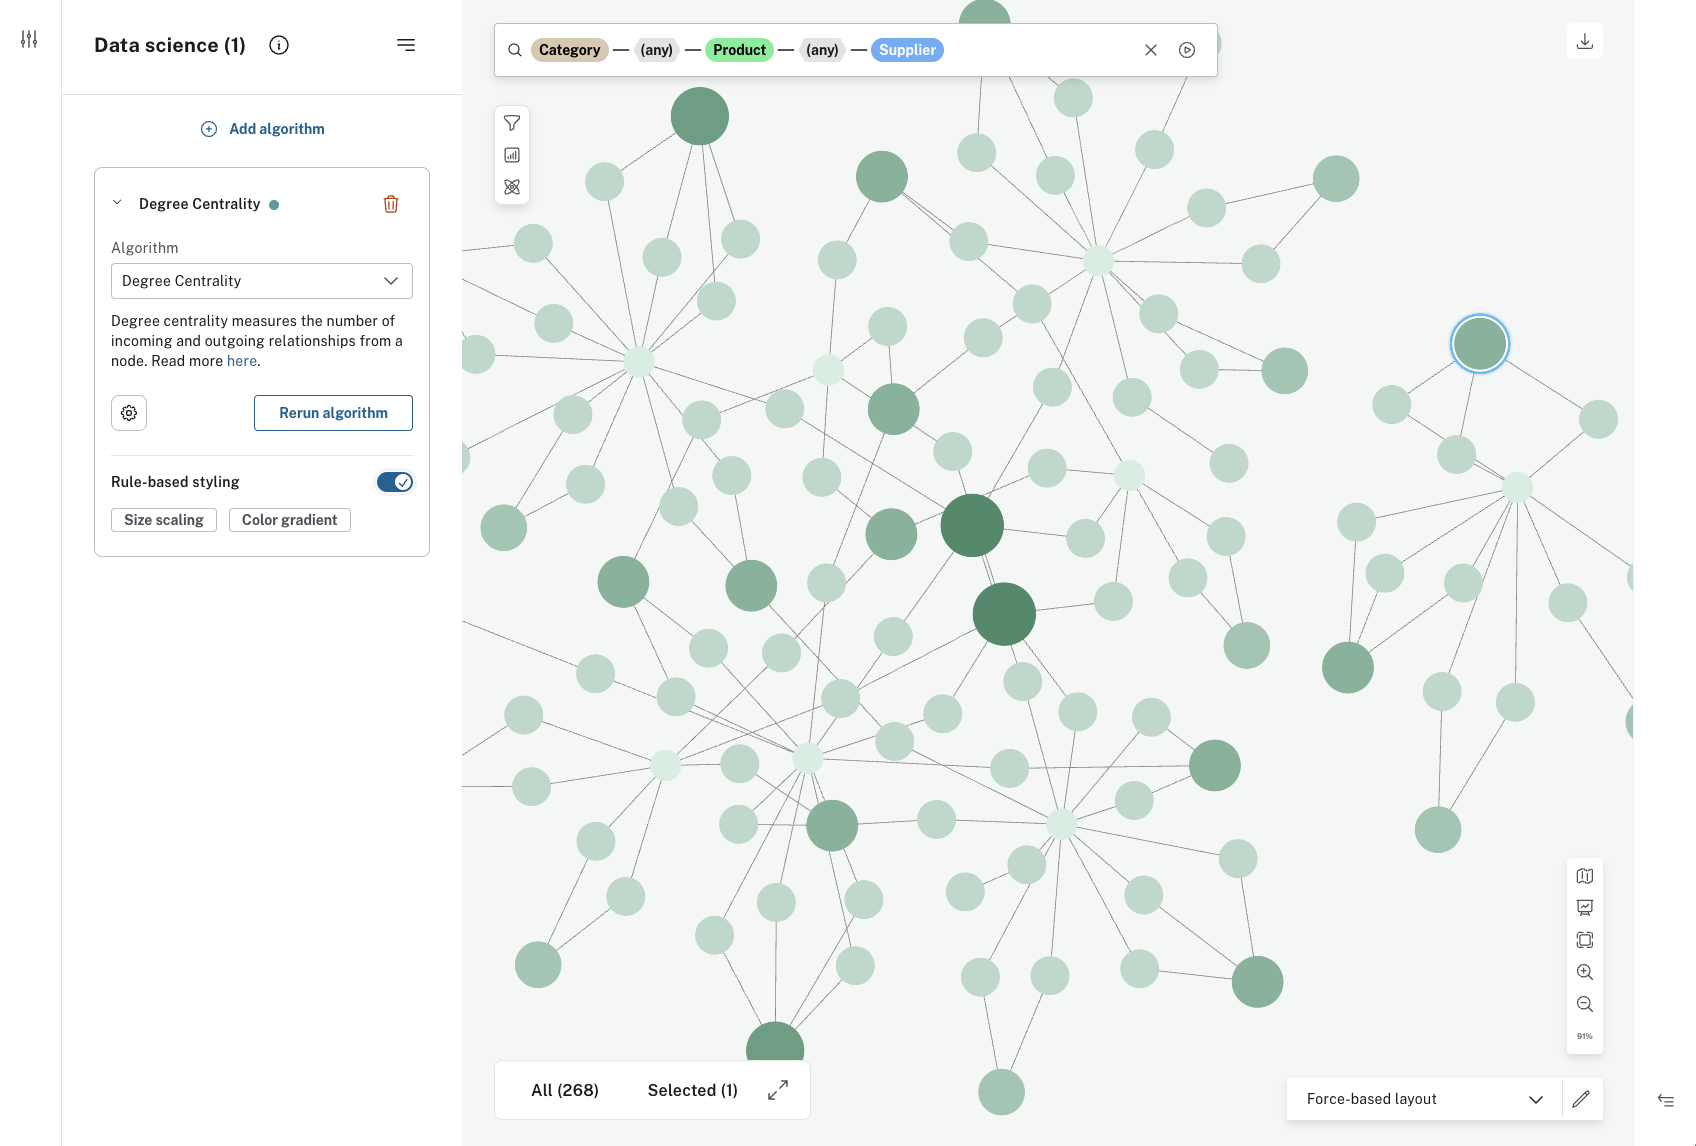 Data science (1)
Category (any) Product (any) Supplier
Add algorithm
Degree Centrality
Algorithm
Degree Centrality
Degree centrality measures the number of
incoming and outgoing relationships from a
node. Read more here.
Rerun algorithm
Rule-based styling
Size scaling Color gradient
91%
All (268) Selected (1)
Force-based layout